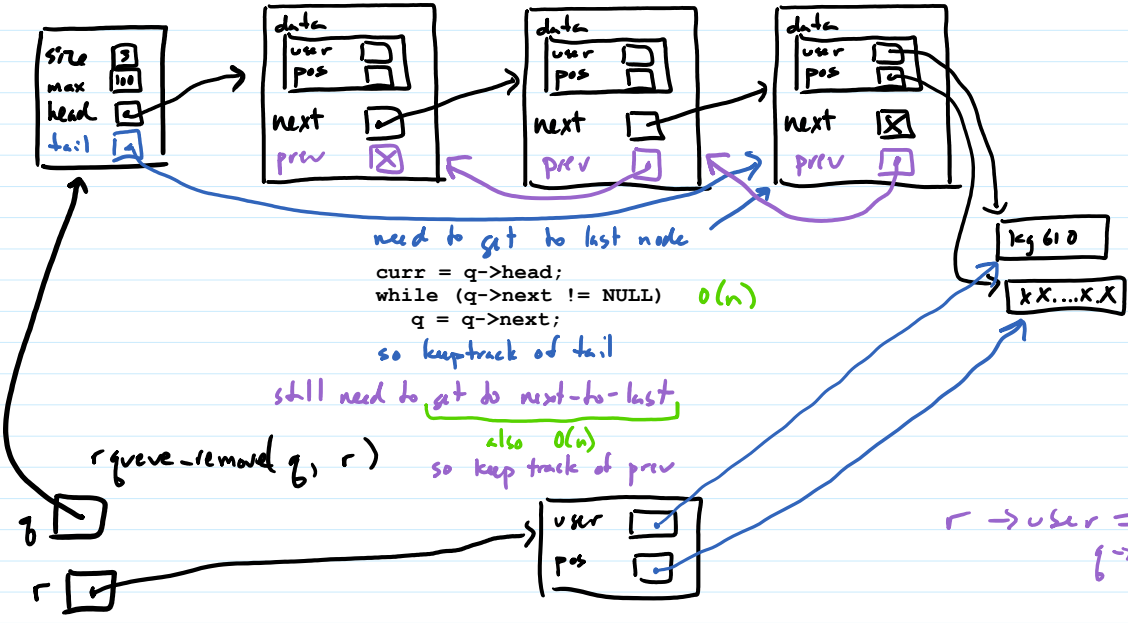 size 3
max 100
head
tail
data
user
pos
next
prev
data
user
pos
next
prev
data
user
pos
next
prev
kg610
xx....x.x
need to get to last node
curr = q->head;
while (q->next != NULL) O(n)
q = q->next;
so keep track of tail
still need to get to next-to-last
also O(n)
so keep track of prev
rqueue_remove( q, r )
q
r
user
pos
r ->user =
q->